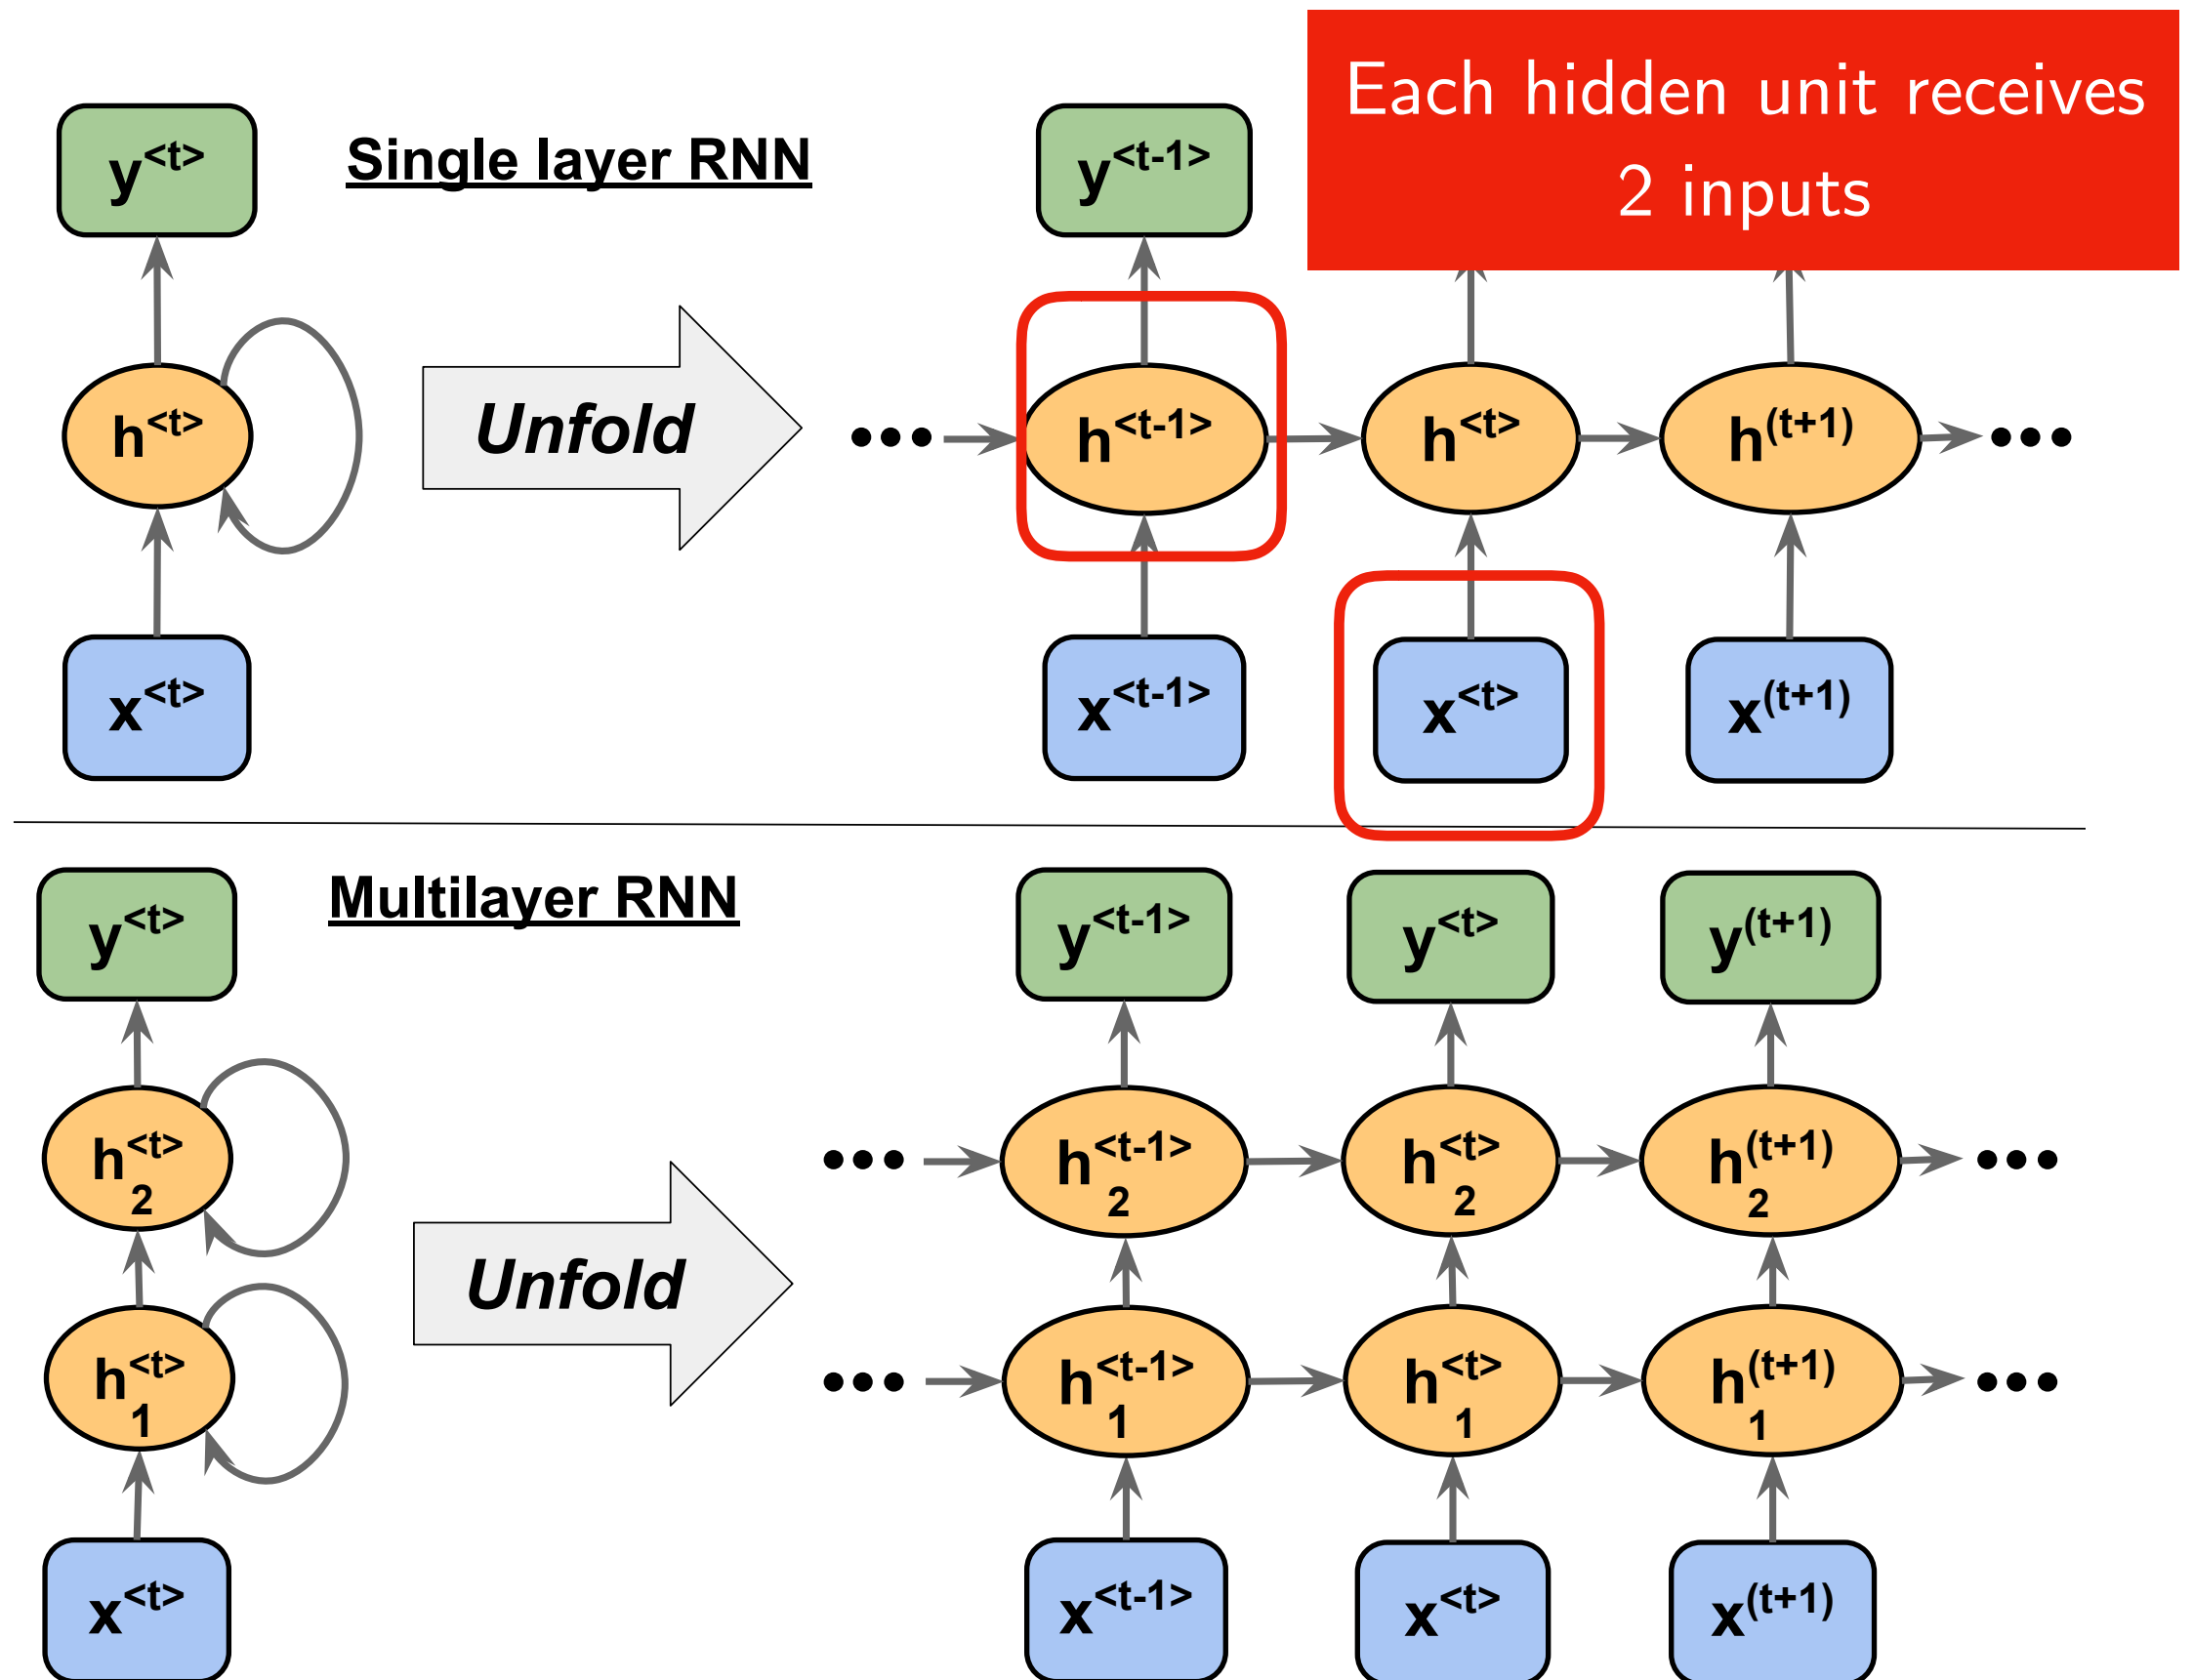 Each hidden unit receives
2 inputs
y<t>
Single layer RNN
y<t-1>
h<t>
Unfold
••• h<t-1> h<t> h(t+1) •••
x<t>
x<t-1> x<t> x(t+1)
y<t>
Multilayer RNN
y<t-1> y<t> y(t+1)
h<t>
2
••• h<t-1> h<t> h(t+1) •••
2 2 2
Unfold
h<t>
1
••• h<t-1> h<t> h(t+1) •••
1 1 1
x<t>
x<t-1> x<t> x(t+1)